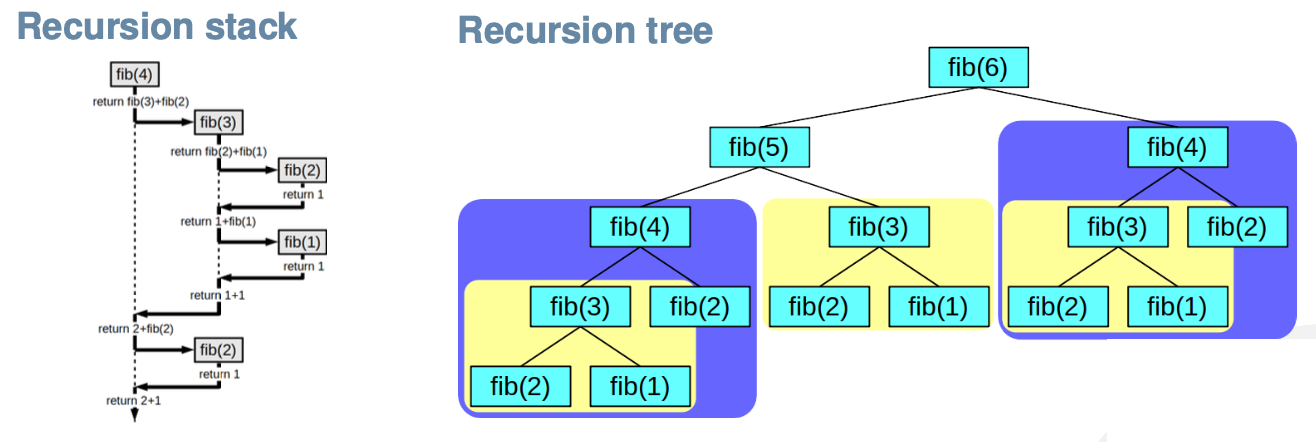 Recursion stack
fib(4)
return fib(3)+fib(2)
fib(3)
return fib(2)+fib(1)
fib(2)
return 1
return 1+fib(1)
fib(1)
return 1
return 1+1
return 2+fib(2)
fib(2)
return 1
return 2+1
Recursion tree
fib(6)
fib(5) fib(4)
fib(4) fib(3) fib(3) fib(2)
fib(3) fib(2) fib(2) fib(1) fib(2) fib(1)
fib(2) fib(1)